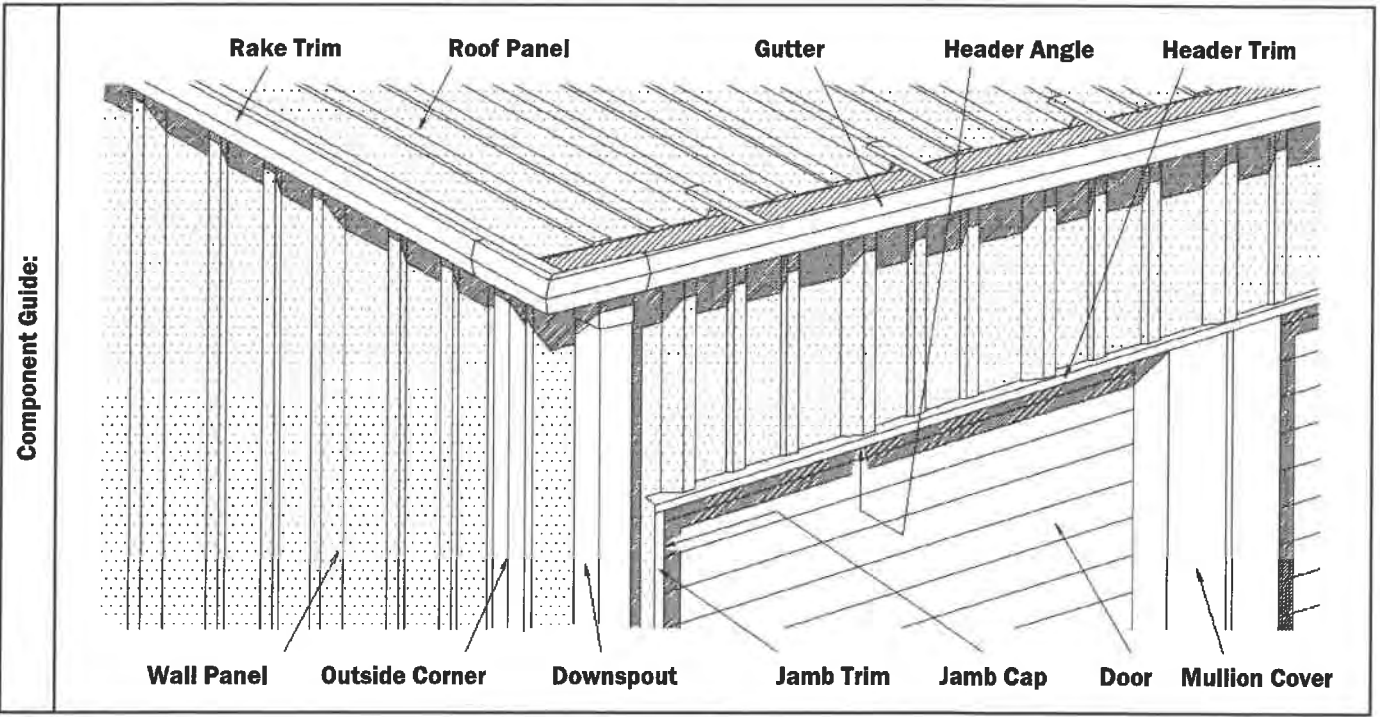 Component Guide:
Rake Trim Roof Panel Gutter Header Angle Header Trim
Wall Panel Outside Corner Downspout Jamb Trim Jamb Cap Door Mullion Cover